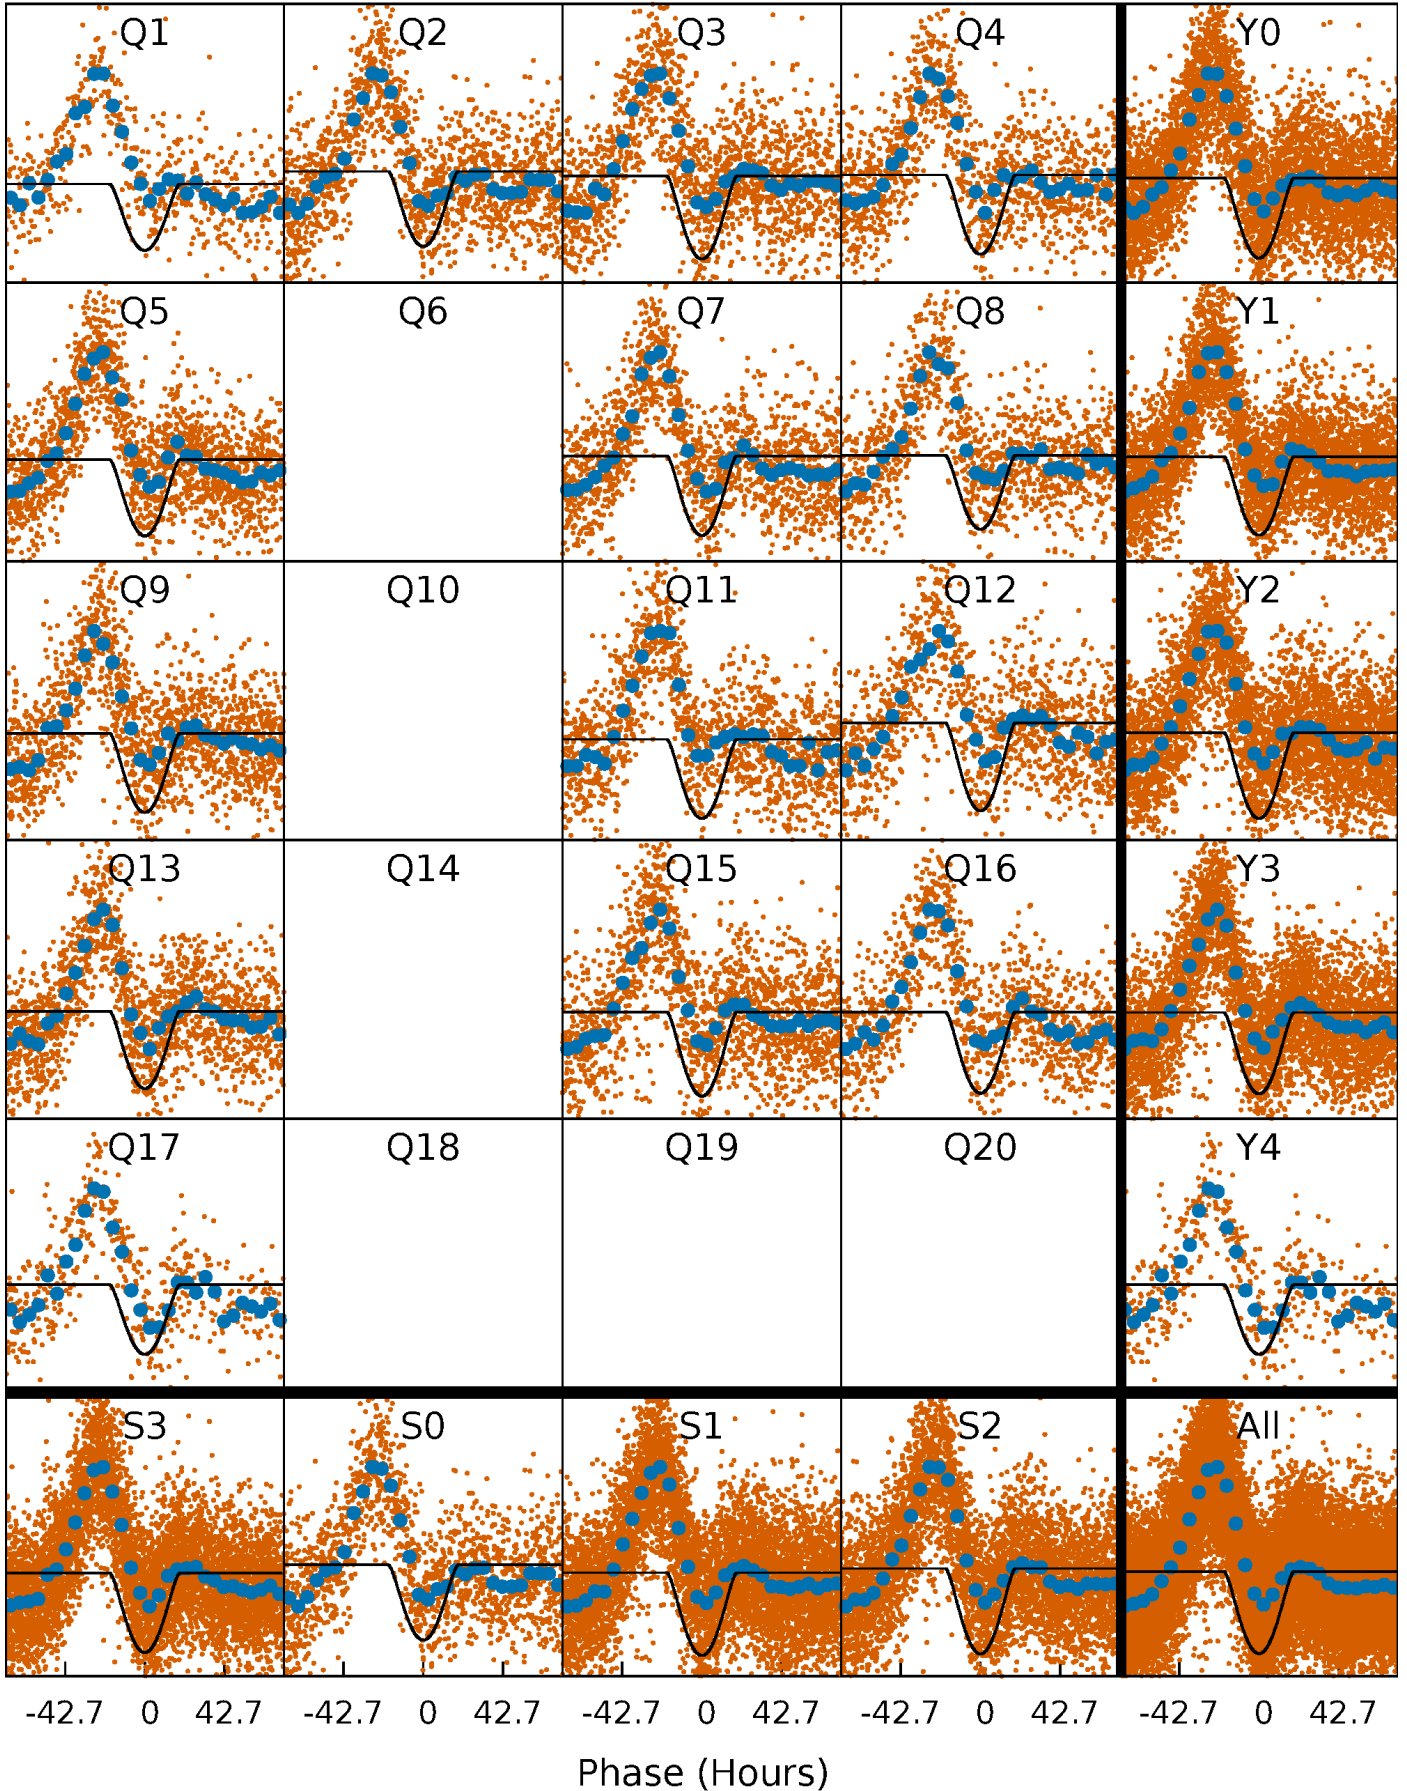 Q1 Q2 Q3 Q4 Y0
Q5 Q6 Q7 Q8 Y1
Q9 Q10 Q11 Q12 Y2
Q13 Q14 Q15 Q16 Y3
Q17 Q18 Q19 Q20 Y4
S3 S0 S1 S2 All
-42.7 0 42.7 -42.7 0 42.7 -42.7 0 42.7 -42.7 0 42.7 -42.7 0 42.7
Phase (Hours)